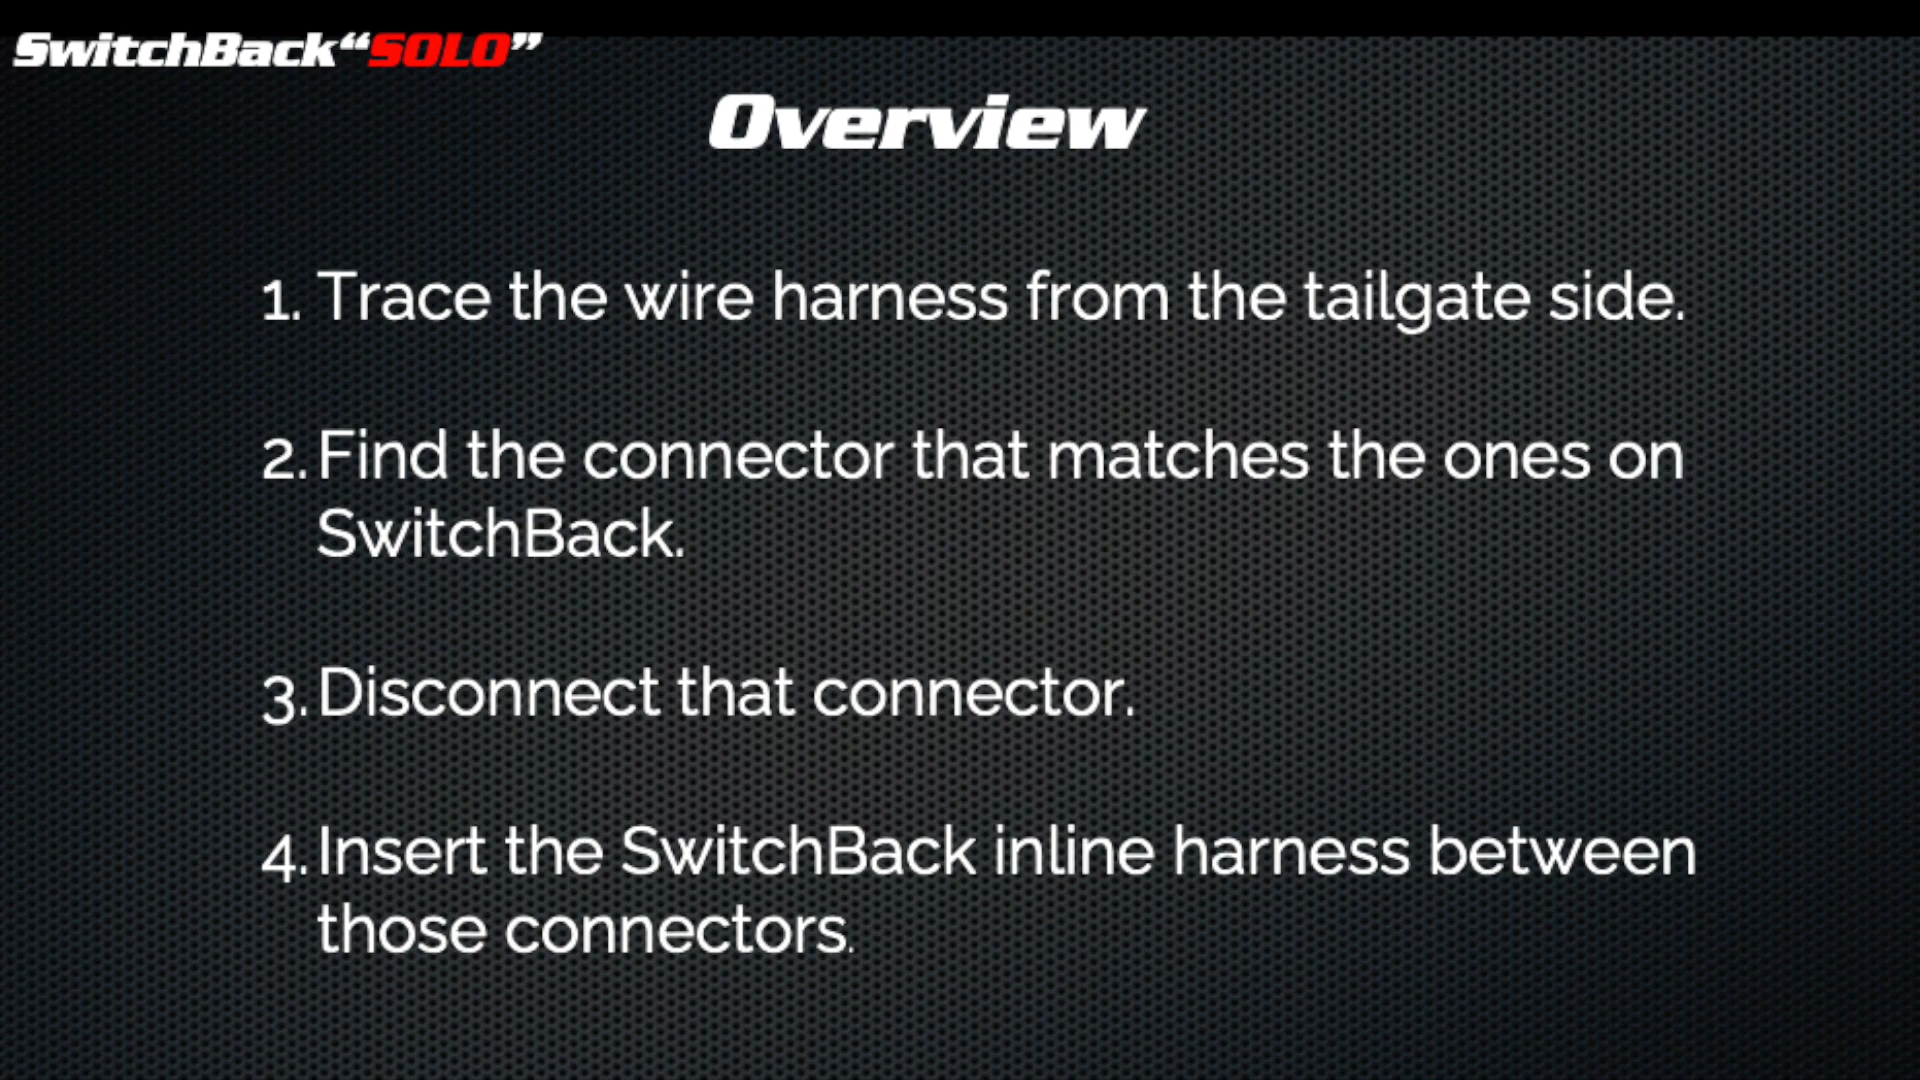 SwitchBack“SOLO”
Overview
1. Trace the wire harness from the tailgate side.
2. Find the connector that matches the ones on
SwitchBack.
3. Disconnect that connector.
4. Insert the SwitchBack inline harness between
those connectors.